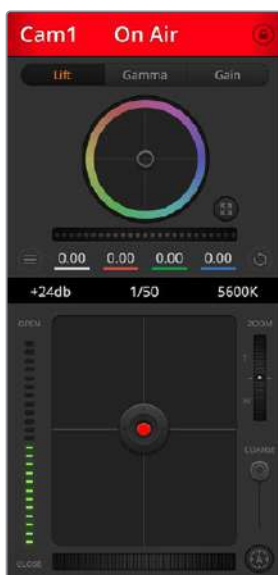 Cam1 On Air
Lift Gamma Gain
0.00 0.00 0.00 0.00
+24db 1/50 5600K
OPEN ZOOM
T
W
COARSE
CLOSE